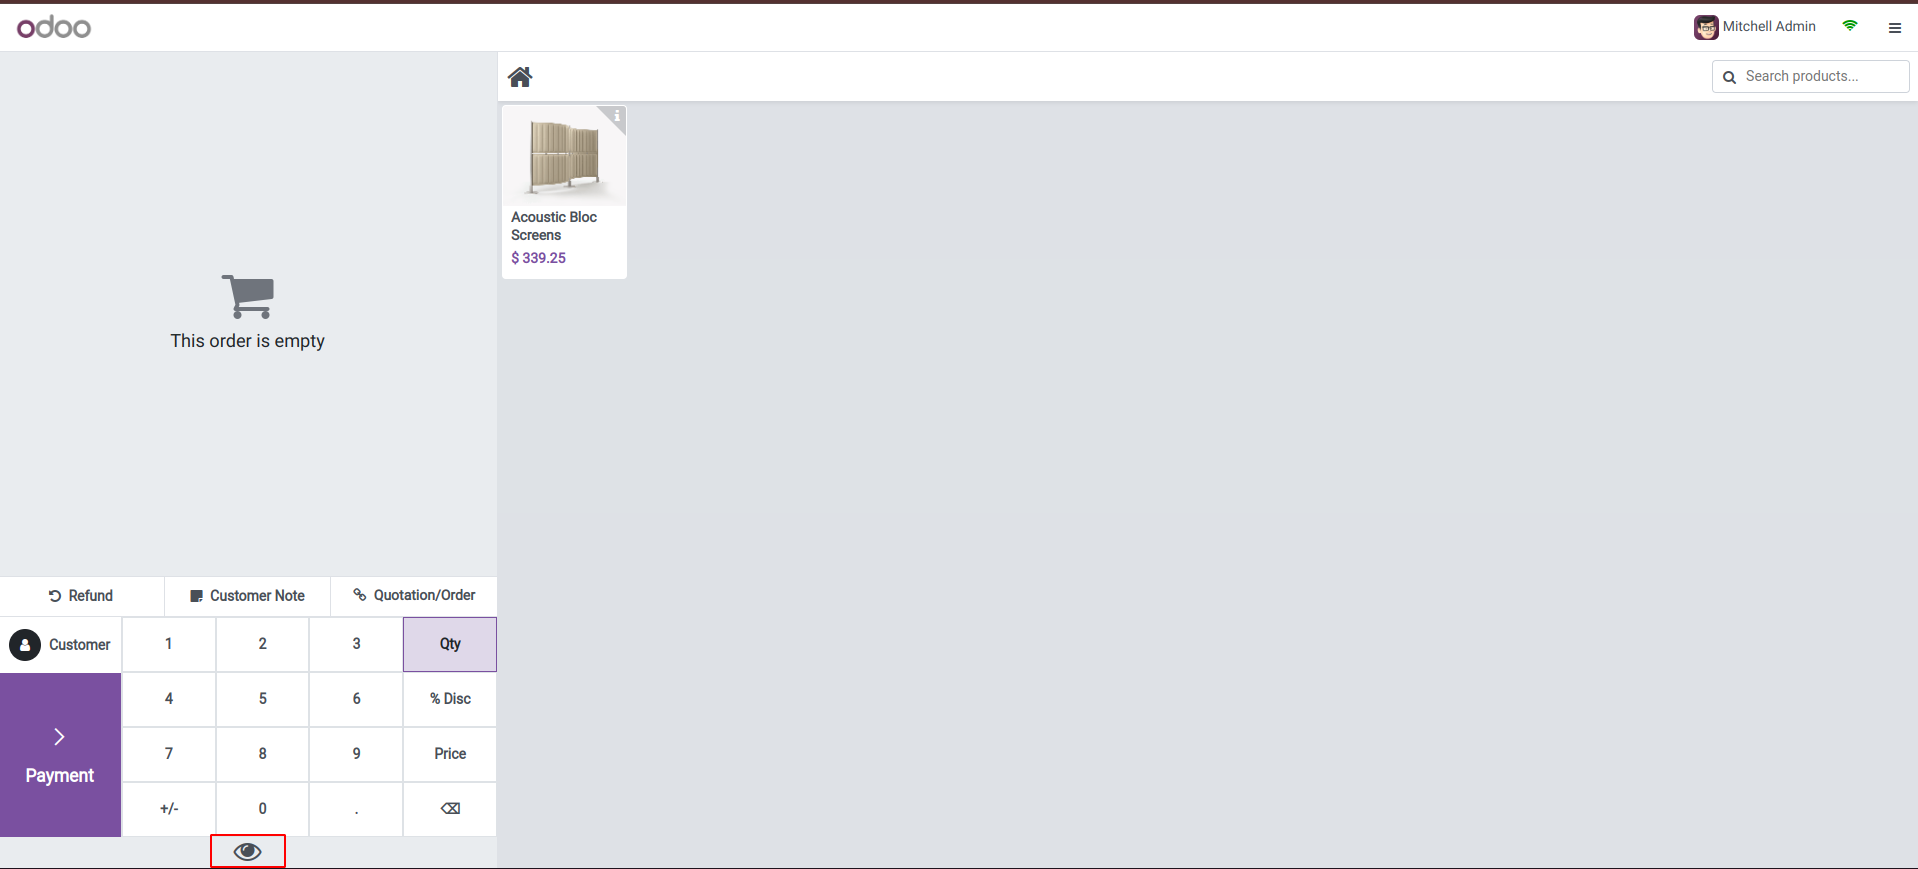 odoo
Mitchell Admin
Search products...
Acoustic Bloc
Screens
$ 339.25
This order is empty
Refund
Customer Note
Quotation/Order
Customer
1
2
3
Qty
4
5
6
% Disc
7
8
9
Price
Payment
+/-
0
.
⌫